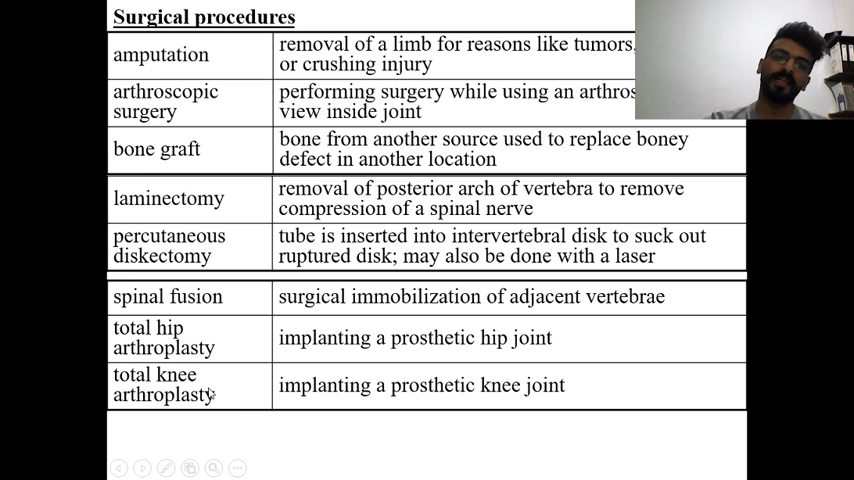 Surgical procedures
amputation
removal of a limb for reasons like tumors,
or crushing injury
arthroscopic
surgery
performing surgery while using an
view inside joint
bone graft
bone from another source used to replace boney
defect in another location
laminectomy
removal of posterior arch of vertebra to remove
compression of a spinal nerve
percutaneous
diskectomy
tube is inserted into intervertebral disk to suck out
ruptured disk; may also be done with a laser
spinal fusion
surgical immobilization of adjacent vertebrae
total hip
arthroplasty
implanting a prosthetic hip joint
total knee
arthroplasty
implanting a prosthetic knee joint